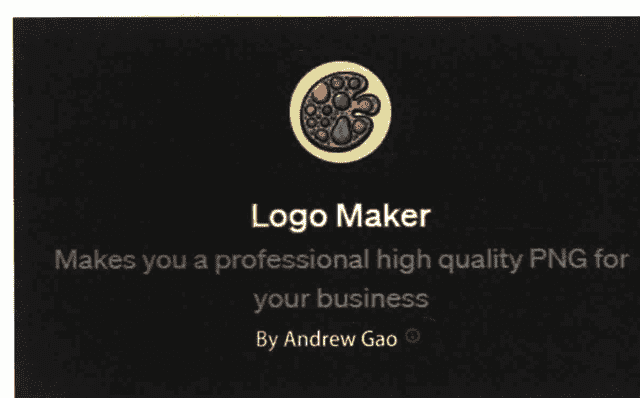 Logo Maker
Makes you a professional high quality PNG for
your business
By Andrew Gao